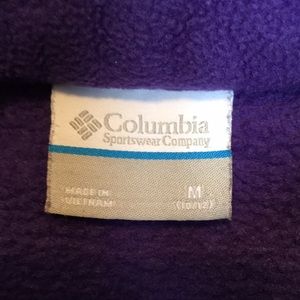 Columbia
Sportswear Company
MADE IN
VIETNAM
M
(10/12)